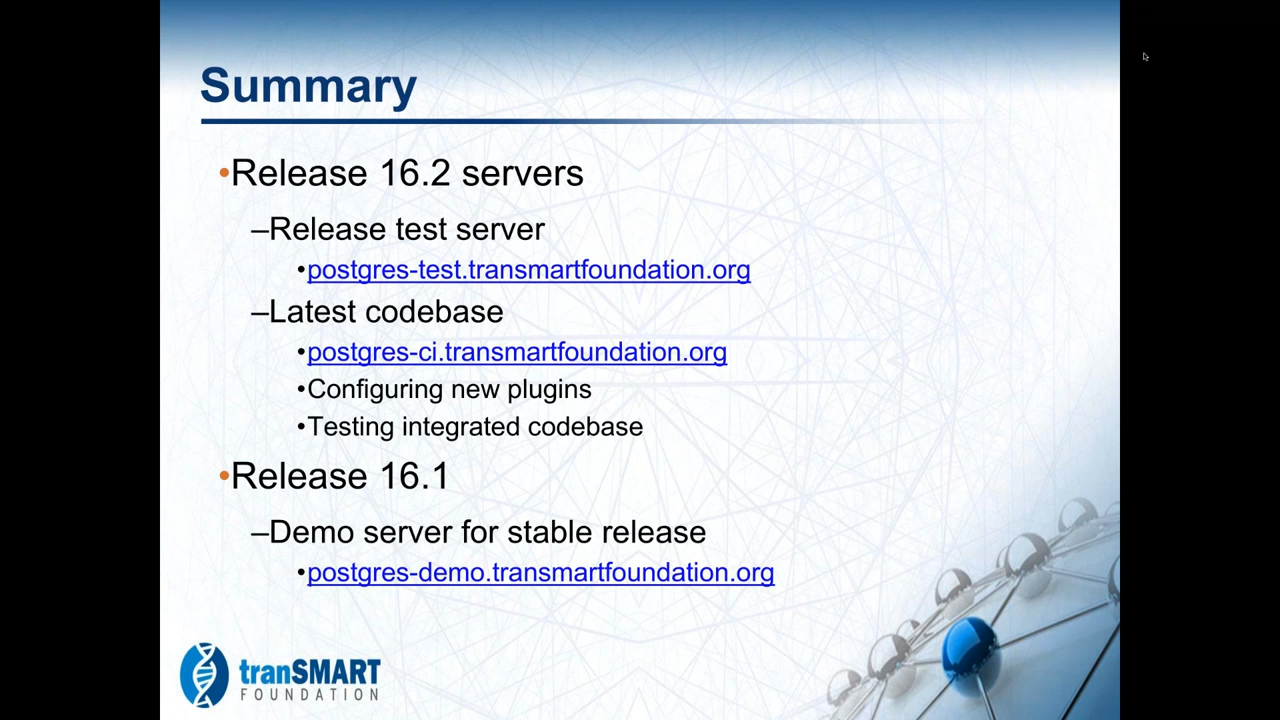 Summary
•Release 16.2 servers
–Release test server
•postgres-test.transmartfoundation.org
–Latest codebase
•postgres-ci.transmartfoundation.org
•Configuring new plugins
•Testing integrated codebase
•Release 16.1
–Demo server for stable release
•postgres-demo.transmartfoundation.org
tranSMART
FOUNDATION